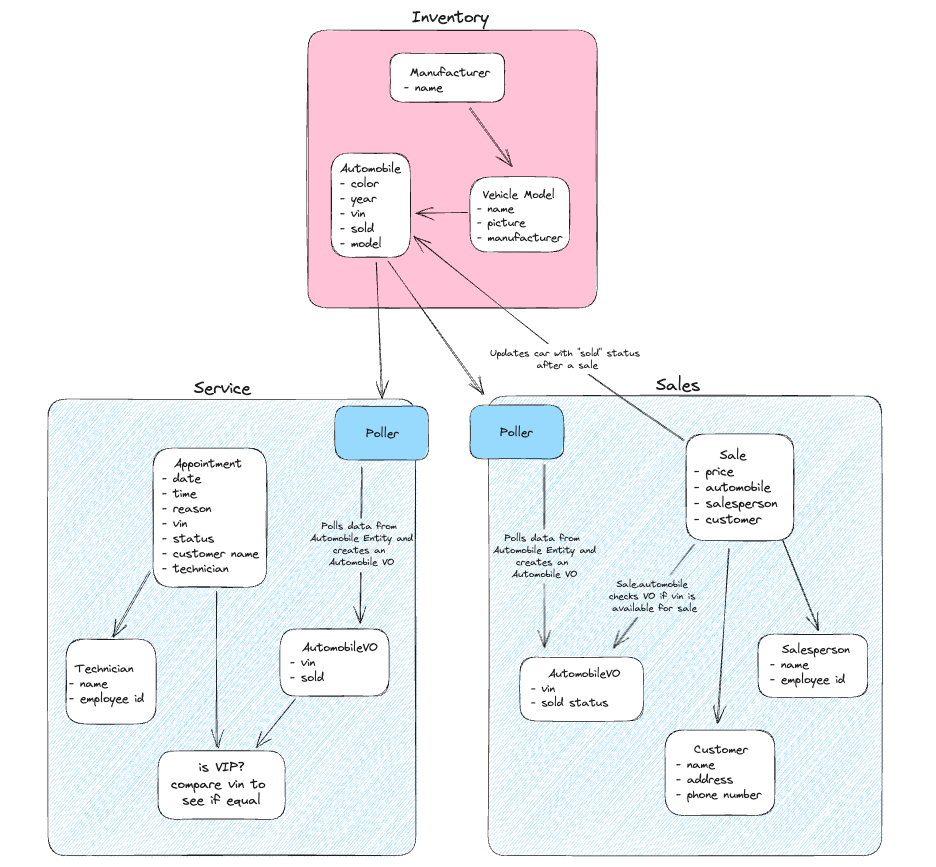 Inventory
Manufacturer
- name
Automobile
- color
- year
- vin
- sold
- model
Vehicle Model
- name
- picture
- manufacturer
Updates car with "sold" status
after a sale
Service
Poller
Appointment
- date
- time
- reason
- vin
- status
- customer name
- technician
Polls data from
Automobile Entity and
creates an
Automobile VO
Technician
- name
- employee id
AutomobileVO
- vin
- sold
is VIP?
compare vin to
see if equal
Sales
Poller
Sale
- price
- automobile
- salesperson
- customer
Polls data from
Automobile Entity and
creates an
Automobile VO
Sale.automobile
checks VO if vin is
available for sale
AutomobileVO
- vin
- sold status
Salesperson
- name
- employee id
Customer
- name
- address
- phone number